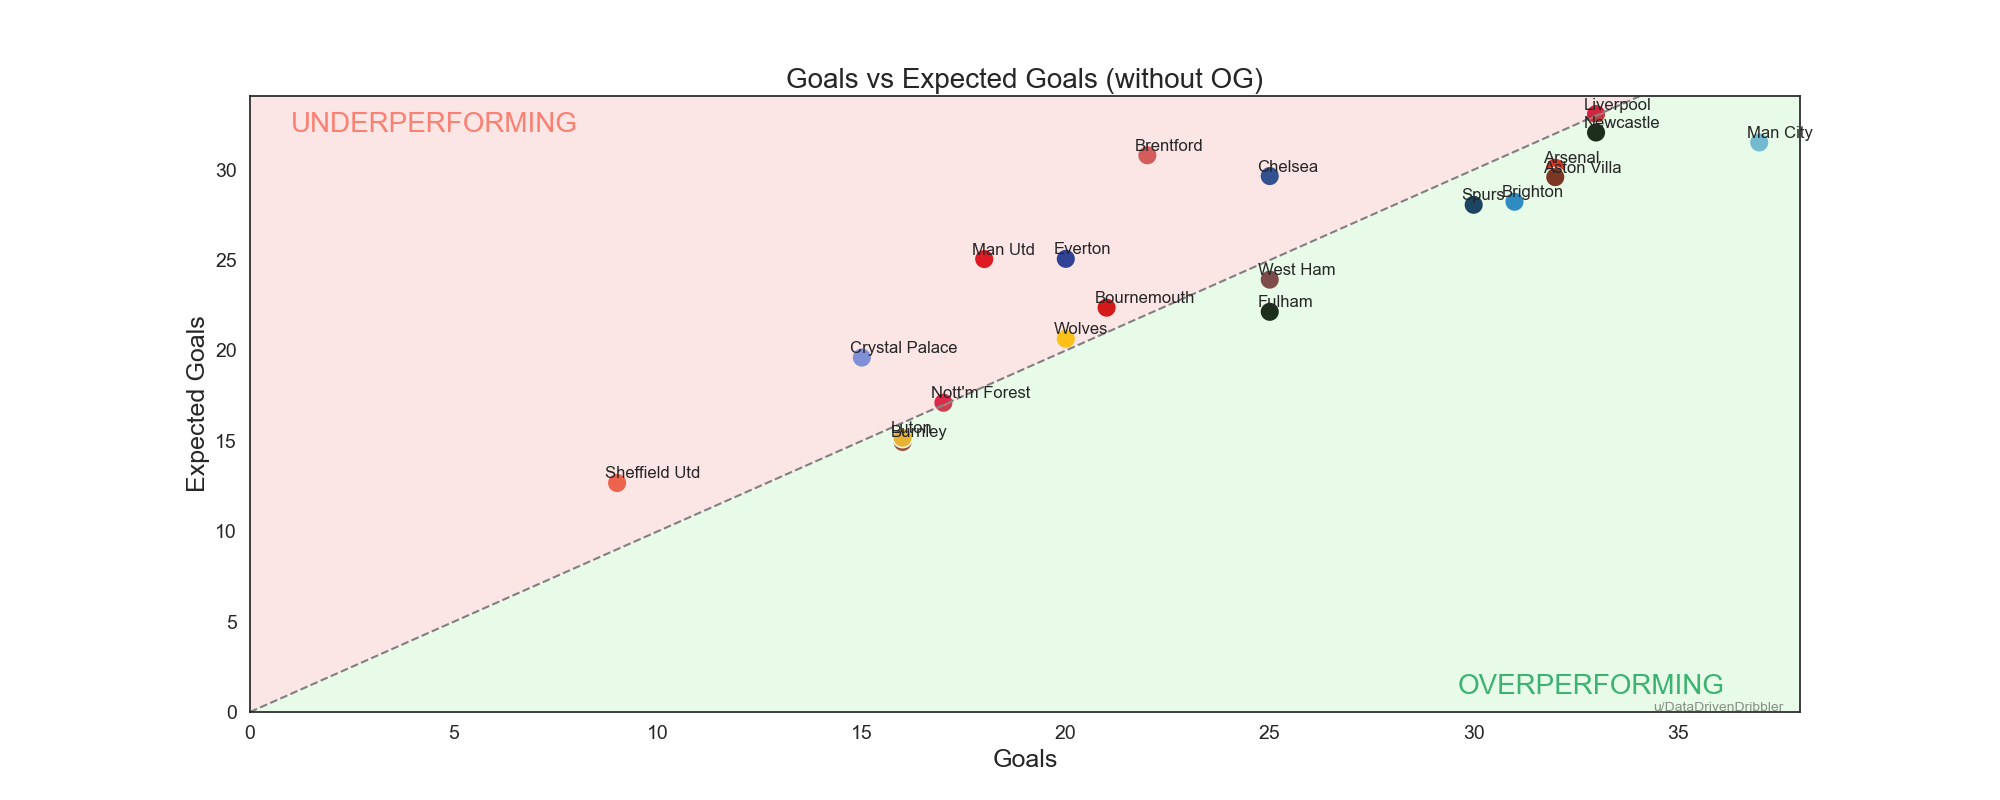 Goals vs Expected Goals (without OG)
UNDERPERFORMING
Liverpool
Newcastle
Man City
Brentford
Arsenal
Chelsea
Aston Villa
Spurs
Brighton
Man Utd
Everton
West Ham
Bournemouth
Fulham
Wolves
Crystal Palace
Nott'm Forest
Luton
Burnley
Sheffield Utd
OVERPERFORMING
u/DataDrivenDribbler
Expected Goals
30
25
20
15
10
5
0
0 5 10 15 20 25 30 35
Goals